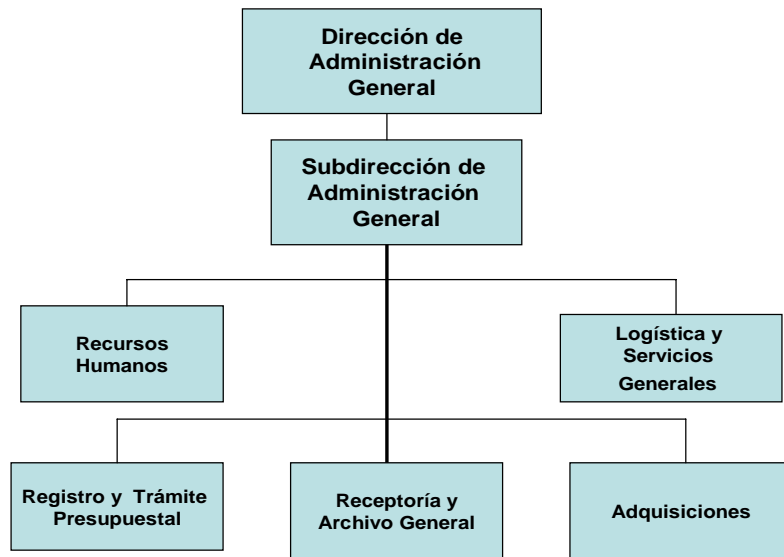 Dirección de
Administración
General
Subdirección de
Administración
General
Recursos
Humanos
Logística y
Servicios
Generales
Registro y Trámite
Presupuestal
Receptoría y
Archivo General
Adquisiciones